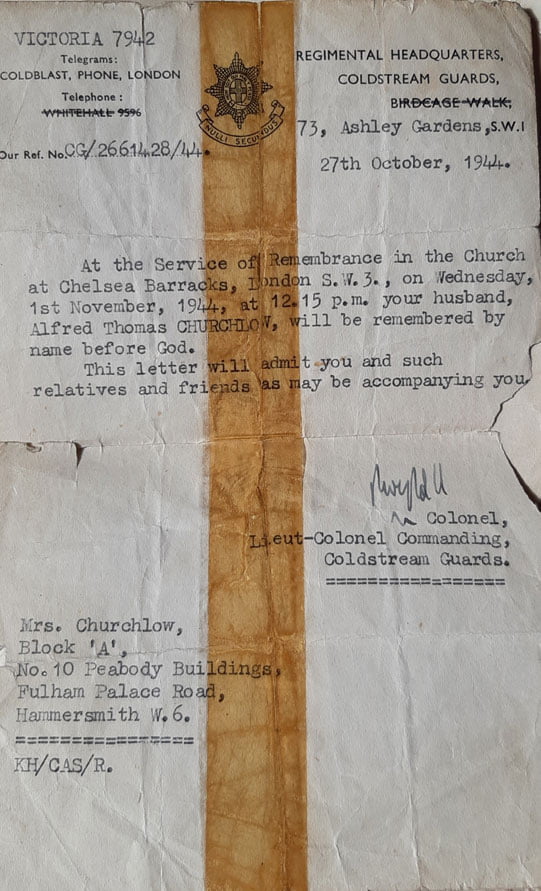 VICTORIA 7942
Telegrams:
COLDBLAST, PHONE, LONDON
Telephone :
WHITEHALL 9596
Our Ref. No. CG/2661428/44.
NULLI SECUNDUS
REGIMENTAL HEADQUARTERS,
COLDSTREAM GUARDS,
BIRDCAGE WALK,
73, Ashley Gardens, S.W.1
27th October, 1944.
At the Service of Remembrance in the Church
at Chelsea Barracks, London S.W.3., on Wednesday,
1st November, 1944, at 12.15 p.m. your husband,
Alfred Thomas CHURCHLOW, will be remembered by
name before God.
This letter will admit you and such
relatives and friends as may be accompanying you
Colonel,
Lieut-Colonel Commanding,
Coldstream Guards.
==================
Mrs. Churchlow,
Block 'A',
No.10 Peabody Buildings,
Fulham Palace Road,
Hammersmith W.6.
==================
KH/CAS/R.